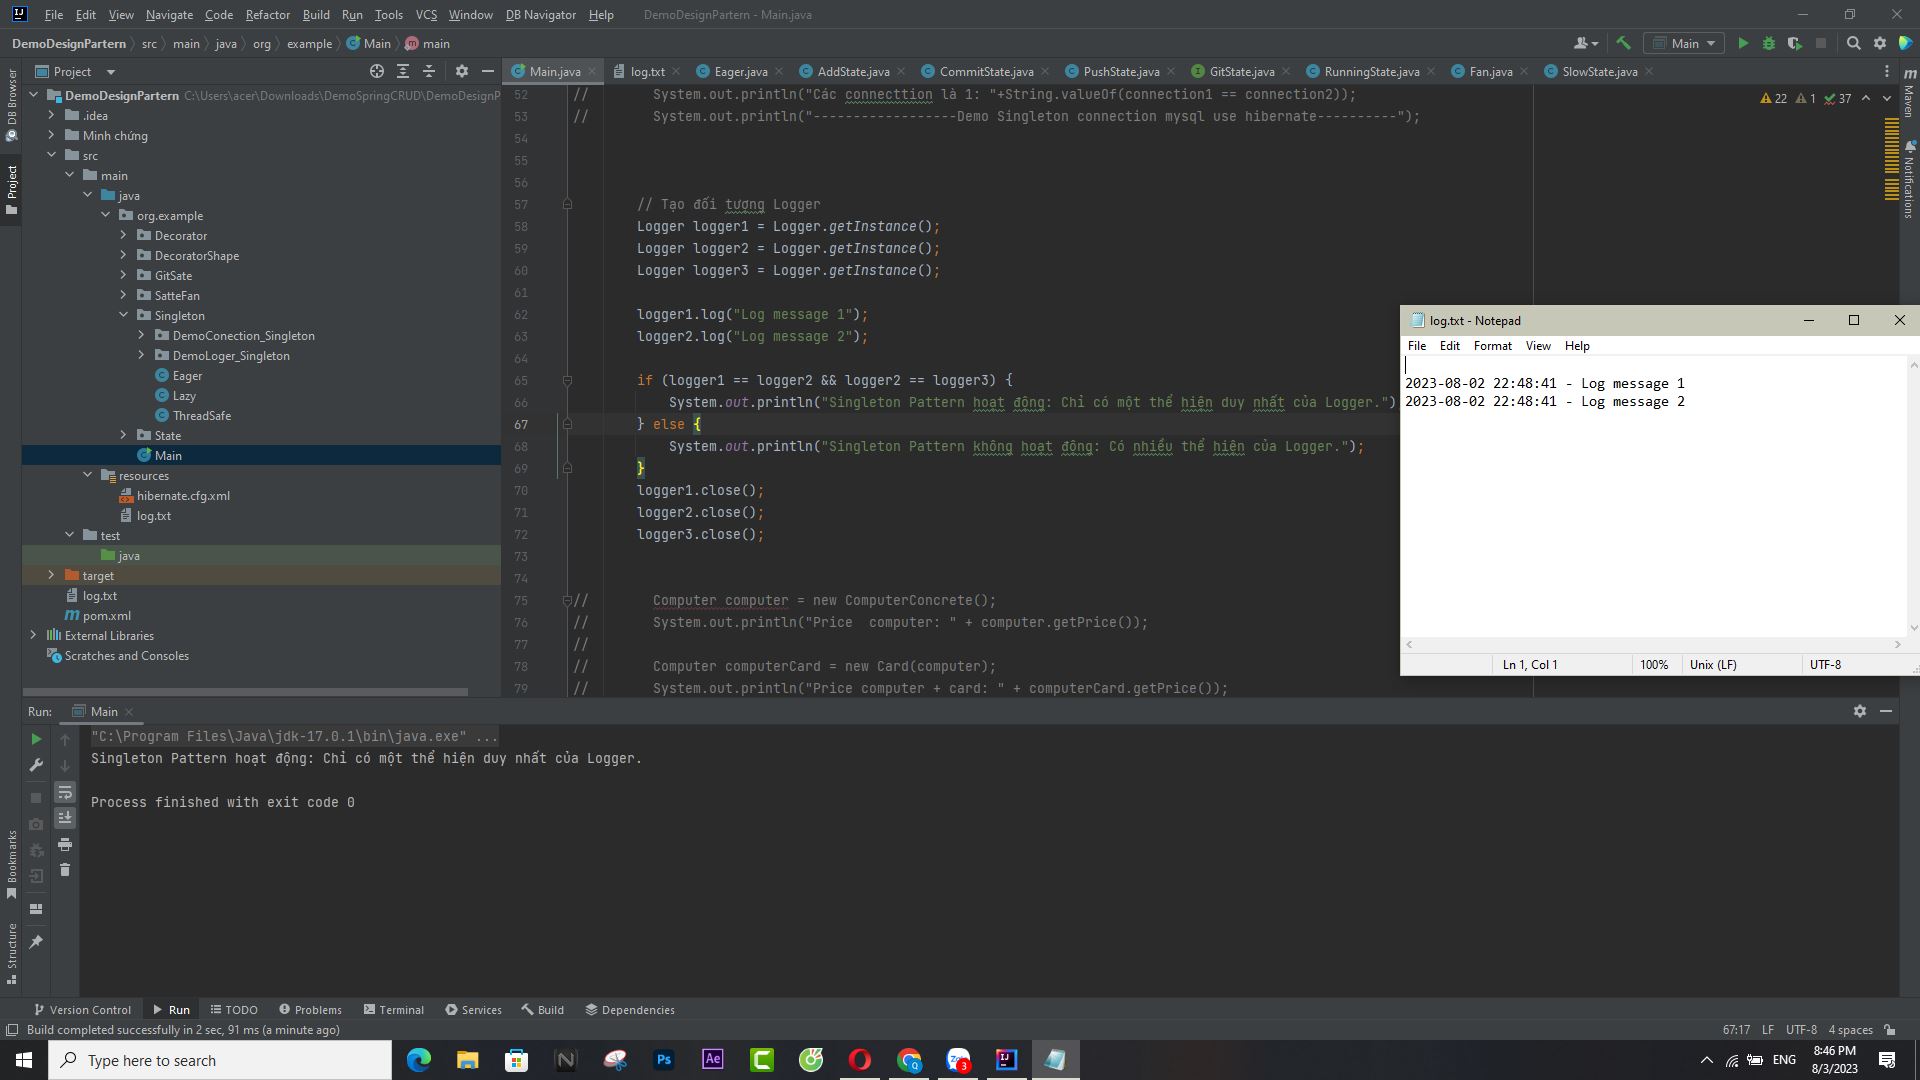 File Edit View Navigate Code Refactor Build Run Tools VCS Window DB Navigator Help DemoDesignPartern - Main.java
DemoDesignPartern src main java org example Main main
Main
Project
Main.java log.txt Eager.java AddState.java CommitState.java PushState.java GitState.java RunningState.java Fan.java SlowState.java
DB Browser
Project
Bookmarks
Structure
Maven
Notifications
DemoDesignPartern C:\Users\acer\Downloads\DemoSpringCRUD\DemoDesignP
.idea
Minh chứng
src
main
java
org.example
Decorator
DecoratorShape
GitSate
SatteFan
Singleton
DemoConection_Singleton
DemoLoger_Singleton
Eager
Lazy
ThreadSafe
State
Main
resources
hibernate.cfg.xml
log.txt
test
java
target
log.txt
pom.xml
External Libraries
Scratches and Consoles
22 1 37
52 // System.out.println("Các connecttion là 1: "+String.valueOf(connection1 == connection2));
53 // System.out.println("------------------Demo Singleton connection mysql use hibernate----------");
54
55
56
57 // Tạo đối tượng Logger
58 Logger logger1 = Logger.getInstance();
59 Logger logger2 = Logger.getInstance();
60 Logger logger3 = Logger.getInstance();
61
62 logger1.log("Log message 1");
63 logger2.log("Log message 2");
64
65 if (logger1 == logger2 && logger2 == logger3) {
66 System.out.println("Singleton Pattern hoạt động: Chỉ có một thể hiện duy nhất của Logger.")
67 } else {
68 System.out.println("Singleton Pattern không hoạt động: Có nhiều thể hiện của Logger.");
69 }
70 logger1.close();
71 logger2.close();
72 logger3.close();
73
74
75 // Computer computer = new ComputerConcrete();
76 // System.out.println("Price  computer: " + computer.getPrice());
77 //
78 // Computer computerCard = new Card(computer);
79 // System.out.println("Price computer + card: " + computerCard.getPrice());
log.txt - Notepad
File Edit Format View Help
2023-08-02 22:48:41 - Log message 1
2023-08-02 22:48:41 - Log message 2
Ln 1, Col 1 100% Unix (LF) UTF-8
Run: Main
"C:\Program Files\Java\jdk-17.0.1\bin\java.exe" ...
Singleton Pattern hoạt động: Chỉ có một thể hiện duy nhất của Logger.
Process finished with exit code 0
Version Control Run TODO Problems Terminal Services Build Dependencies
Build completed successfully in 2 sec, 91 ms (a minute ago) 67:17 LF UTF-8 4 spaces
Type here to search
Ps Ae
3
ENG
8:46 PM
8/3/2023